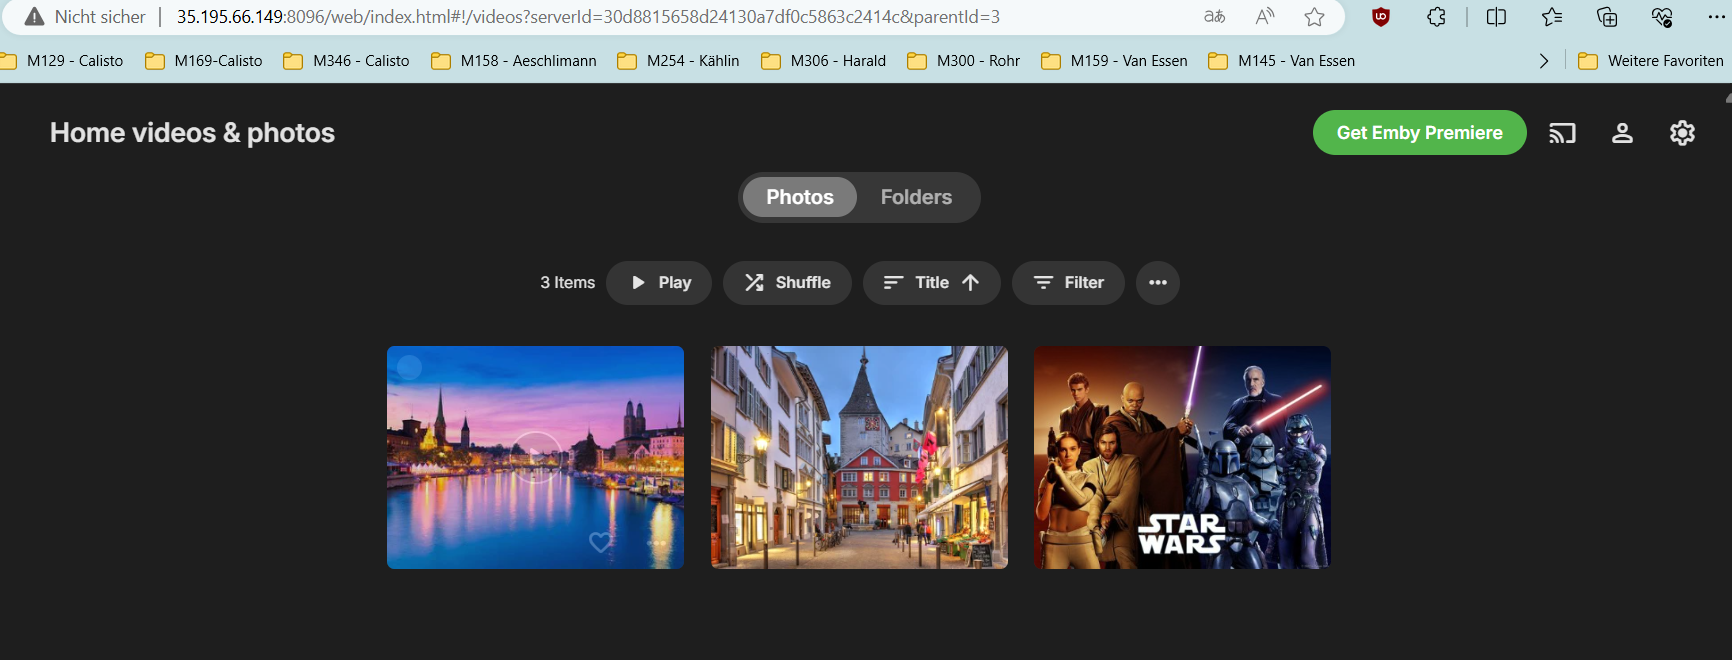 Nicht sicher | 35.195.66.149:8096/web/index.html#!/videos?serverId=30d8815658d24130a7df0c5863c2414c&parentId=3
M129 - Calisto M169-Calisto M346 - Calisto M158 - Aeschlimann M254 - Kählin M306 - Harald M300 - Rohr M159 - Van Essen M145 - Van Essen Weitere Favoriten
Home videos & photos
Get Emby Premiere
Photos Folders
3 Items Play Shuffle Title Filter
STAR
WARS